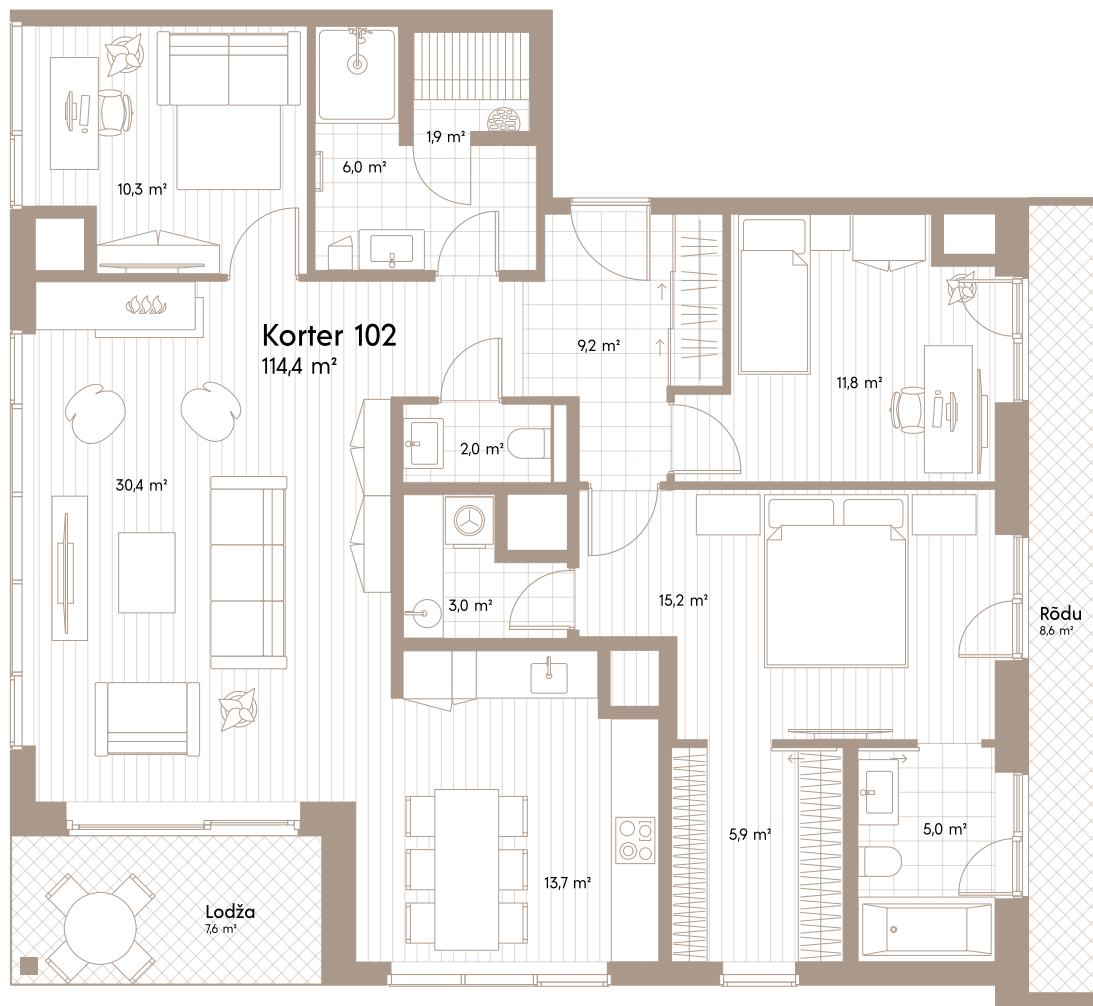 1,9 m²
6,0 m²
10,3 m²
Korter 102
114,4 m²
9,2 m²
11,8 m²
2,0 m²
30,4 m²
3,0 m²
15,2 m²
Rõdu
8,6 m²
5,9 m²
5,0 m²
13,7 m²
Lodža
7,6 m²